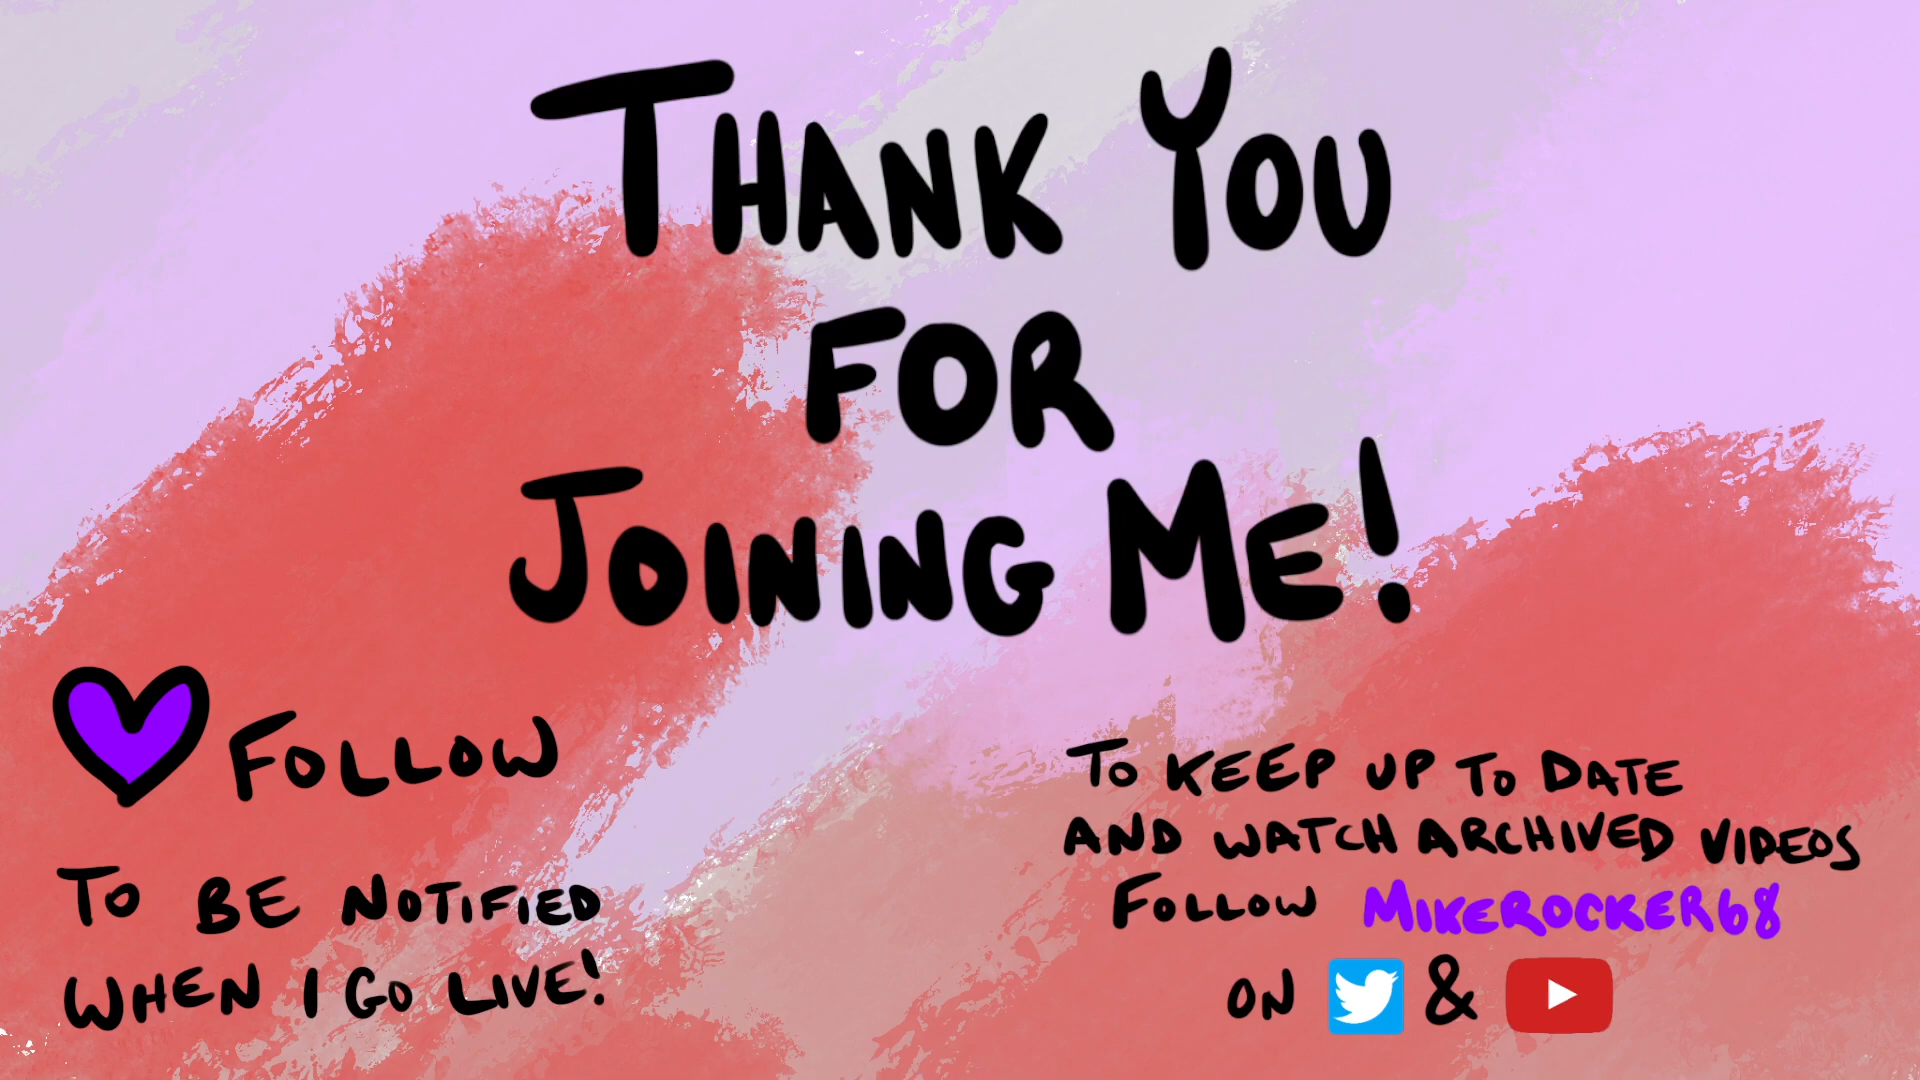 THANK YOU
FOR
JOINING ME!
FOLLOW
TO BE NOTIFIED
WHEN I GO LIVE!
TO KEEP UP TO DATE
AND WATCH ARCHIVED VIDEOS
FOLLOW MIKEROCKER68
ON &